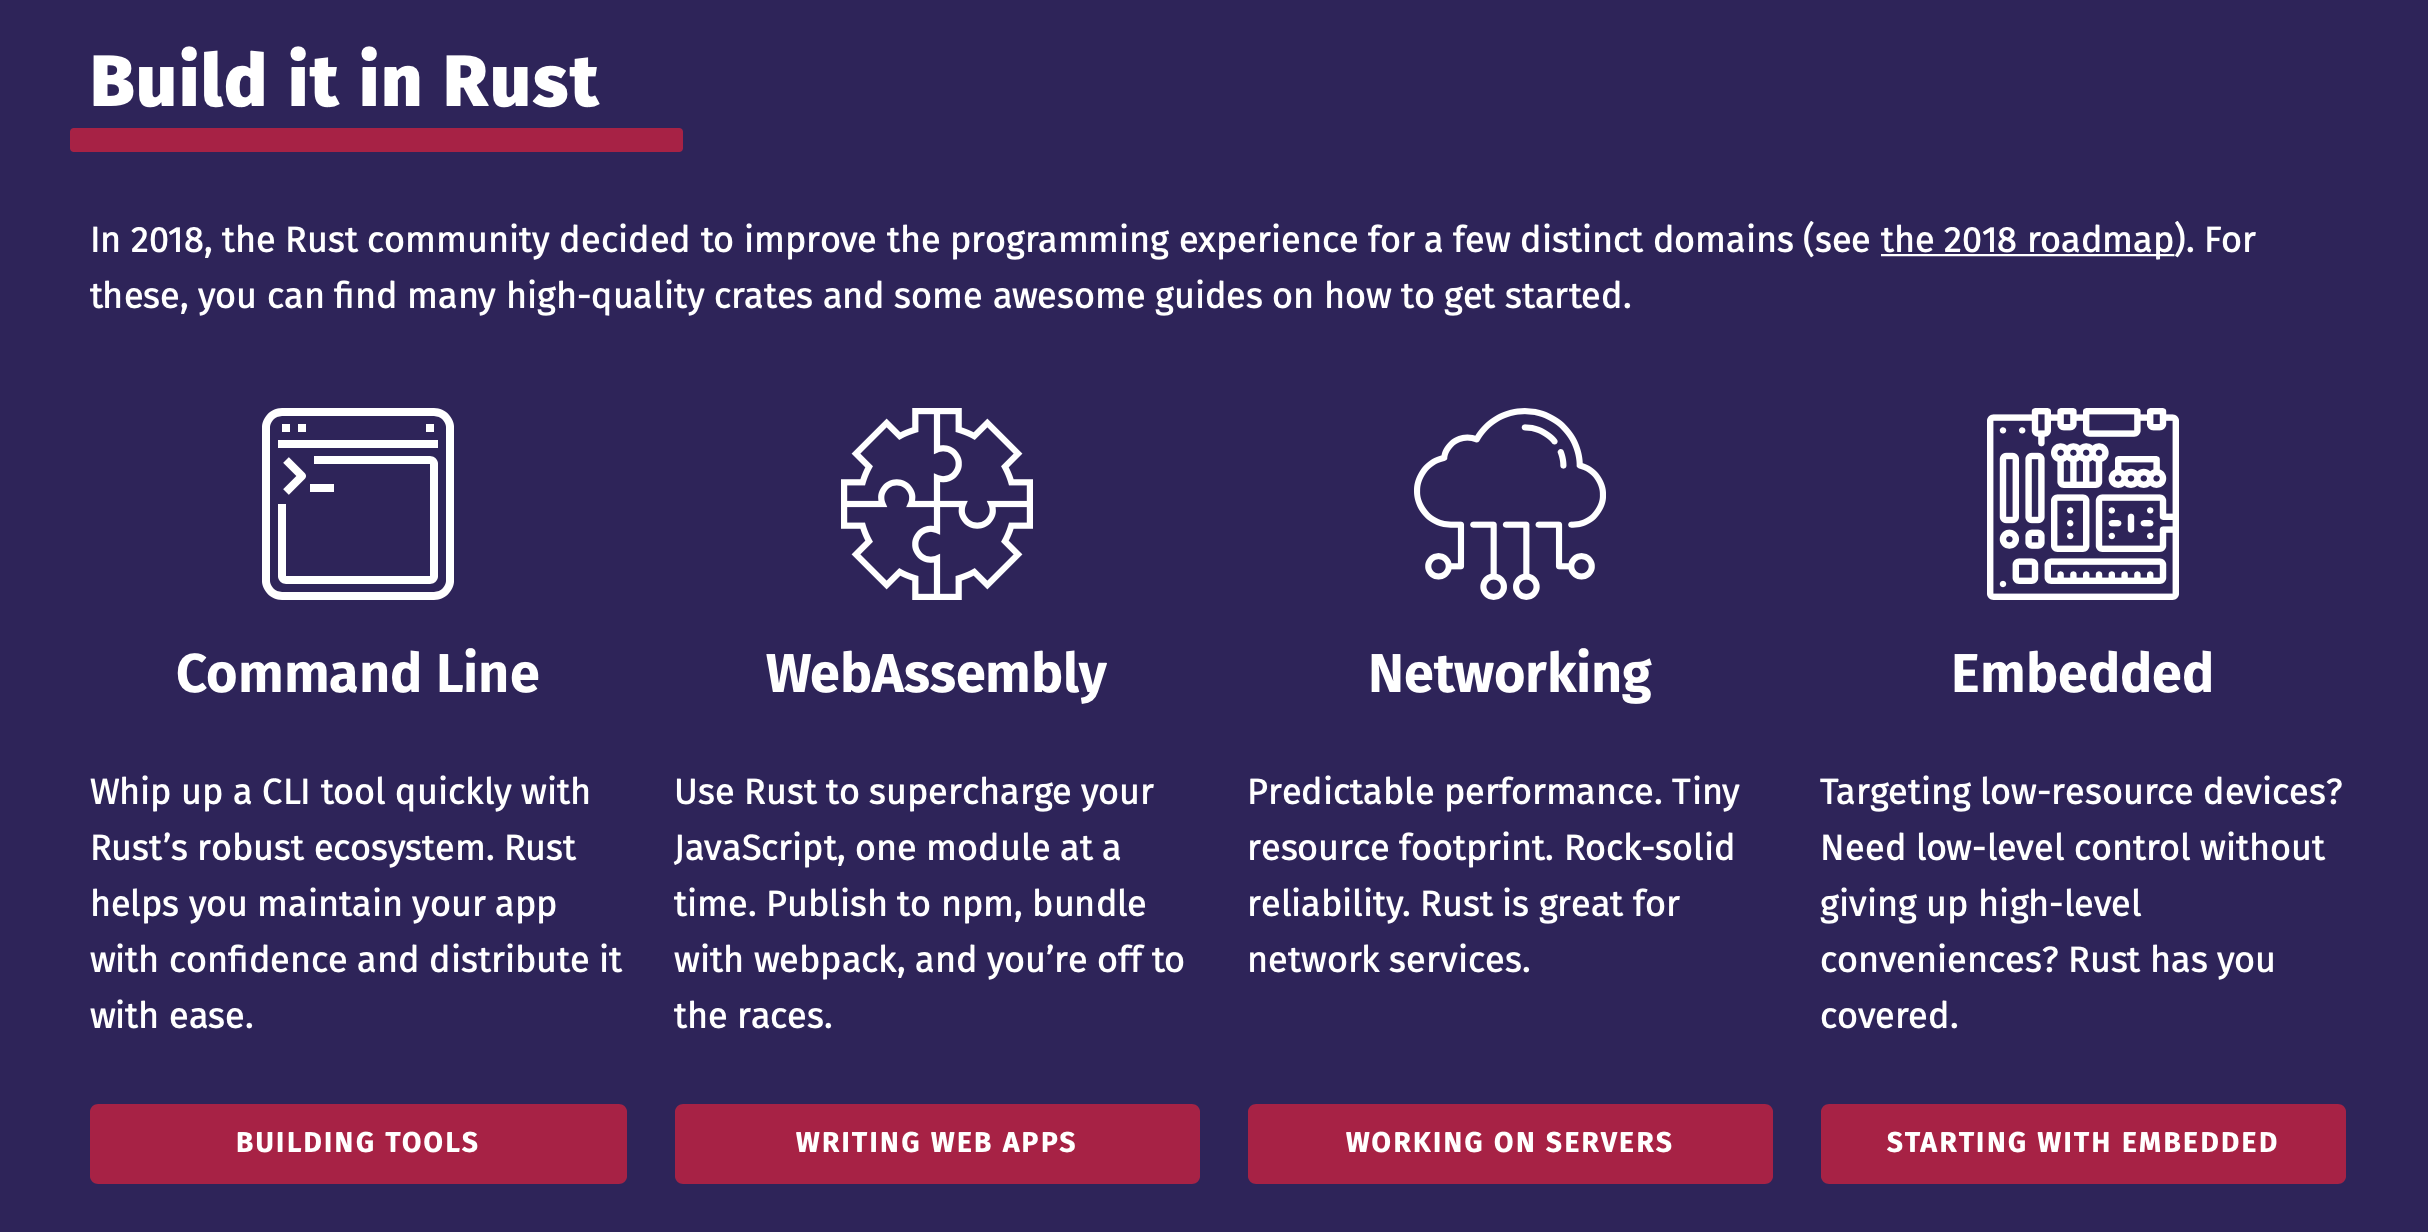 Build it in Rust
In 2018, the Rust community decided to improve the programming experience for a few distinct domains (see the 2018 roadmap). For
these, you can find many high-quality crates and some awesome guides on how to get started.
Command Line
Whip up a CLI tool quickly with
Rust’s robust ecosystem. Rust
helps you maintain your app
with confidence and distribute it
with ease.
BUILDING TOOLS
WebAssembly
Use Rust to supercharge your
JavaScript, one module at a
time. Publish to npm, bundle
with webpack, and you’re off to
the races.
WRITING WEB APPS
Networking
Predictable performance. Tiny
resource footprint. Rock-solid
reliability. Rust is great for
network services.
WORKING ON SERVERS
Embedded
Targeting low-resource devices?
Need low-level control without
giving up high-level
conveniences? Rust has you
covered.
STARTING WITH EMBEDDED